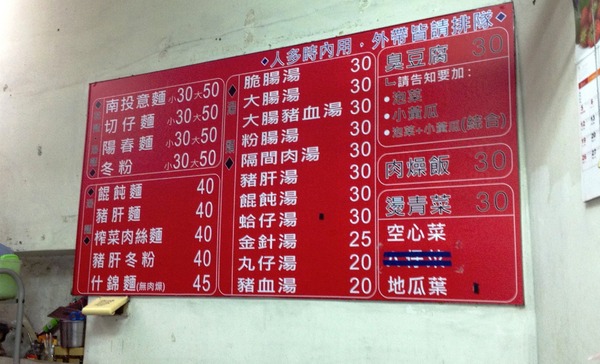 ◆人多時內用，外帶皆請排隊◆
南投意麵 小30大50
切仔麵 小30大50
陽春麵 小30大50
冬粉 小30大50
餛飩麵 40
豬肝麵 40
榨菜肉絲麵 40
豬肝冬粉 40
什錦麵(無肉燥) 45
脆腸湯 30
大腸湯 30
大腸豬血湯 30
粉腸湯 30
隔間肉湯 30
豬肝湯 30
餛飩湯 30
蛤仔湯 30
金針湯 25
丸仔湯 20
豬血湯 20
臭豆腐 30
請告知要加:
•泡菜
•小黃瓜
•泡菜+小黃瓜(綜合)
肉燥飯 30
燙青菜 30
空心菜
地瓜葉